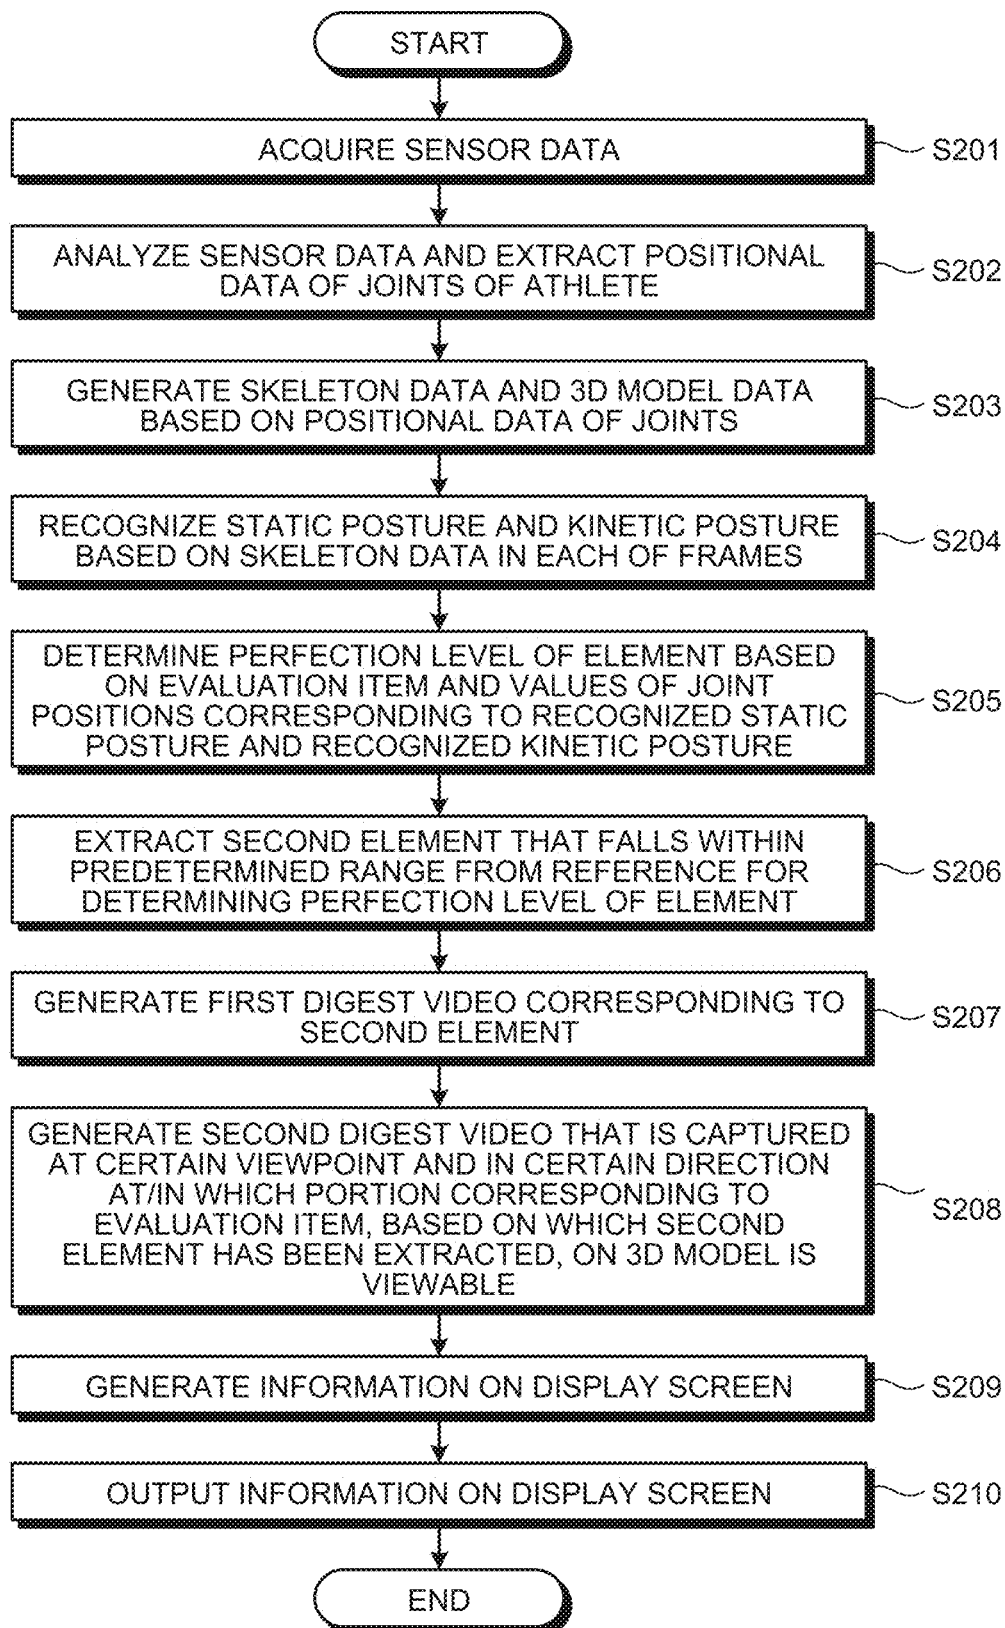 START
ACQUIRE SENSOR DATA
S201
ANALYZE SENSOR DATA AND EXTRACT POSITIONAL
DATA OF JOINTS OF ATHLETE
S202
GENERATE SKELETON DATA AND 3D MODEL DATA
BASED ON POSITIONAL DATA OF JOINTS
S203
RECOGNIZE STATIC POSTURE AND KINETIC POSTURE
BASED ON SKELETON DATA IN EACH OF FRAMES
S204
DETERMINE PERFECTION LEVEL OF ELEMENT BASED
ON EVALUATION ITEM AND VALUES OF JOINT
POSITIONS CORRESPONDING TO RECOGNIZED STATIC
POSTURE AND RECOGNIZED KINETIC POSTURE
S205
EXTRACT SECOND ELEMENT THAT FALLS WITHIN
PREDETERMINED RANGE FROM REFERENCE FOR
DETERMINING PERFECTION LEVEL OF ELEMENT
S206
GENERATE FIRST DIGEST VIDEO CORRESPONDING TO
SECOND ELEMENT
S207
GENERATE SECOND DIGEST VIDEO THAT IS CAPTURED
AT CERTAIN VIEWPOINT AND IN CERTAIN DIRECTION
AT/IN WHICH PORTION CORRESPONDING TO
EVALUATION ITEM, BASED ON WHICH SECOND
ELEMENT HAS BEEN EXTRACTED, ON 3D MODEL IS
VIEWABLE
S208
GENERATE INFORMATION ON DISPLAY SCREEN
S209
OUTPUT INFORMATION ON DISPLAY SCREEN
S210
END